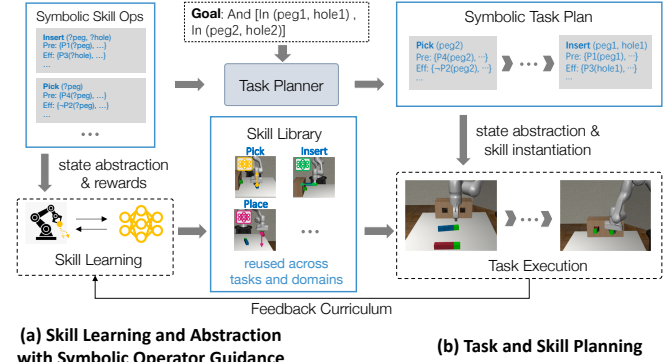 Symbolic Skill Ops
Insert (?peg, ?hole)
Pre: {P1(?peg), ...}
Eff: {P3(?hole), ...}
...
Pick (?peg)
Pre: {P4(?peg), ...}
Eff: {¬P2(?peg), ...}
...
...
Goal: And [In (peg1, hole1) ,
In (peg2, hole2)]
Task Planner
Symbolic Task Plan
Pick (peg2)
Pre: {P4(peg2), ...}
Eff: {¬P2(peg2), ...}
...
...
Insert (peg1, hole1)
Pre: {P1(peg1), ...}
Eff: {P3(hole1), ...}
...
state abstraction
& rewards
Skill Learning
Skill Library
Pick
Insert
Place
...
reused across
tasks and domains
state abstraction &
skill instantiation
...
Task Execution
Feedback Curriculum
(a) Skill Learning and Abstraction
with Symbolic Operator Guidance
(b) Task and Skill Planning